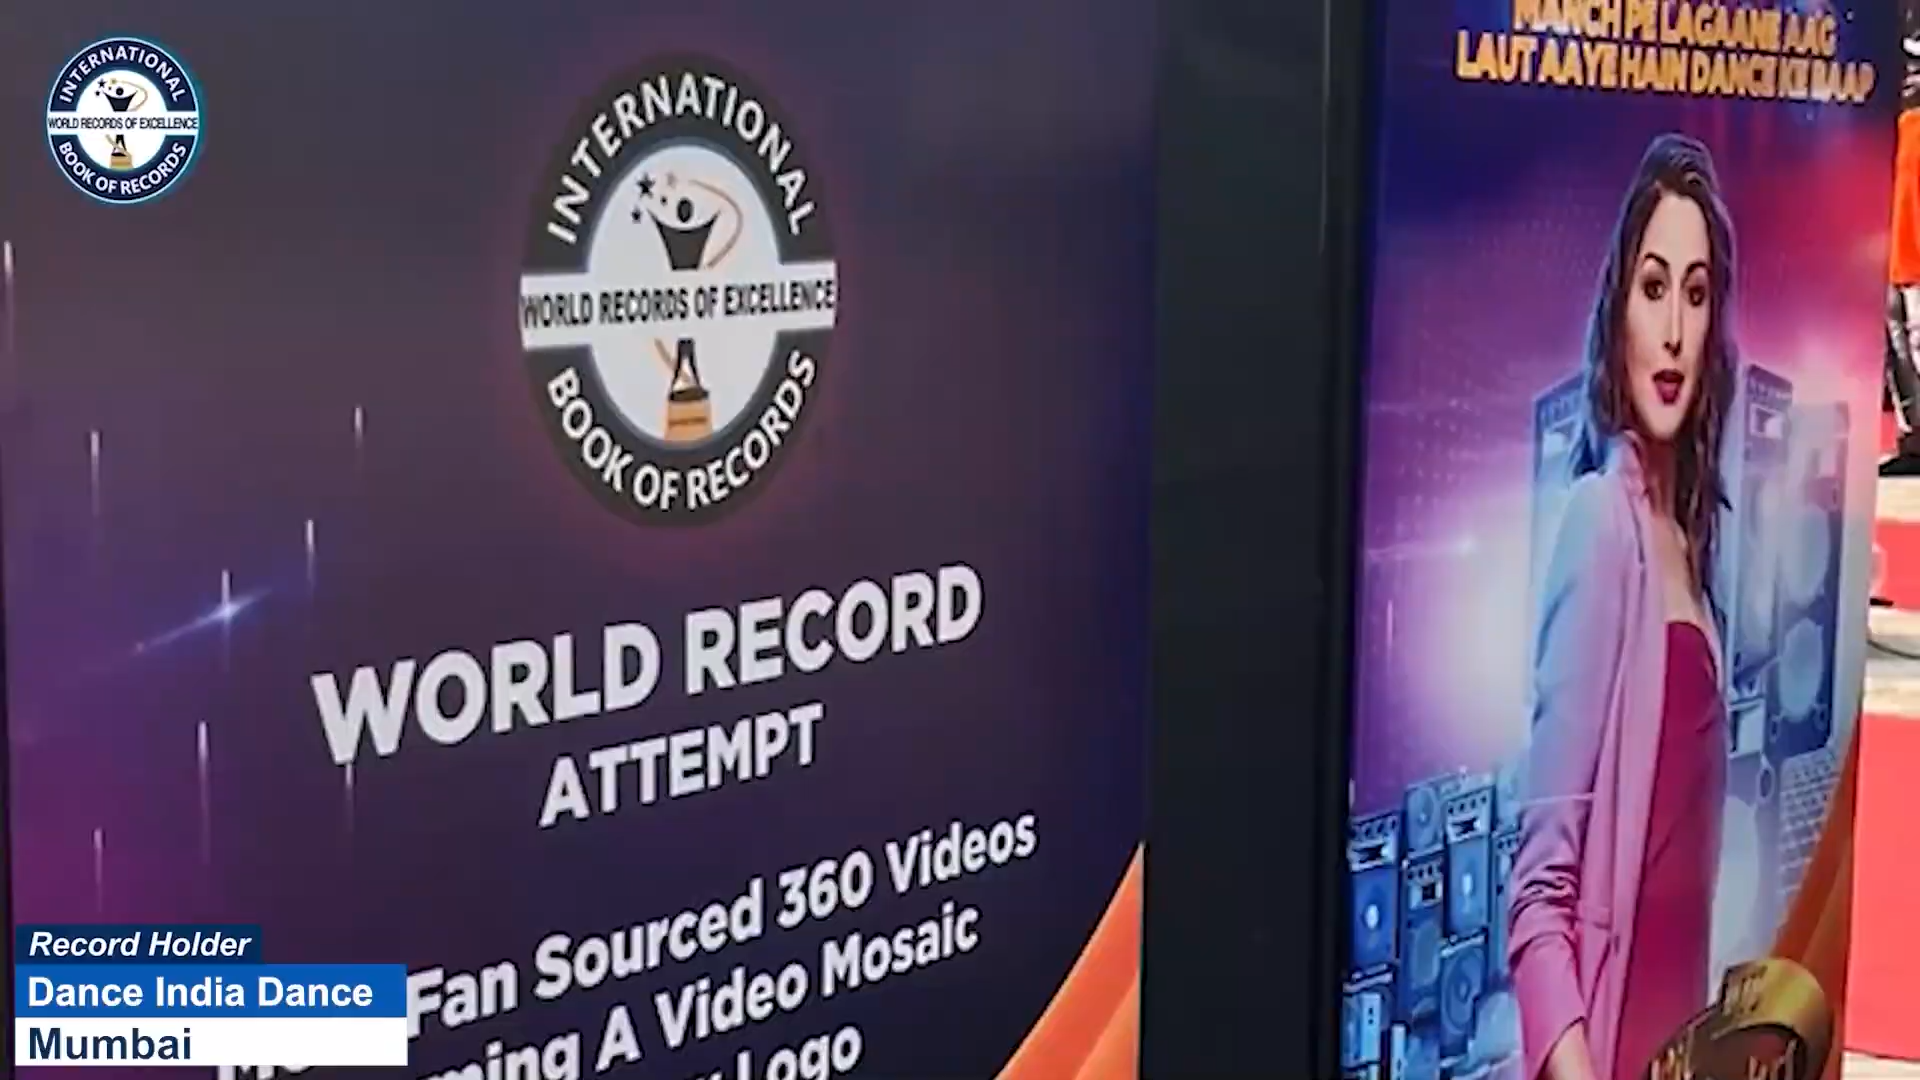 INTERNATIONAL
WORLD RECORDS OF EXCELLENCE
BOOK OF RECORDS
INTERNATIONAL
WORLD RECORDS OF EXCELLENCE
BOOK OF RECORDS
WORLD RECORD
ATTEMPT
Fan Sourced 360 Videos
ming A Video Mosaic
Logo
MANCH PE LAGAANE AAG
LAUT AAYE HAIN DANCE KE BAAP
Record Holder
Dance India Dance
Mumbai